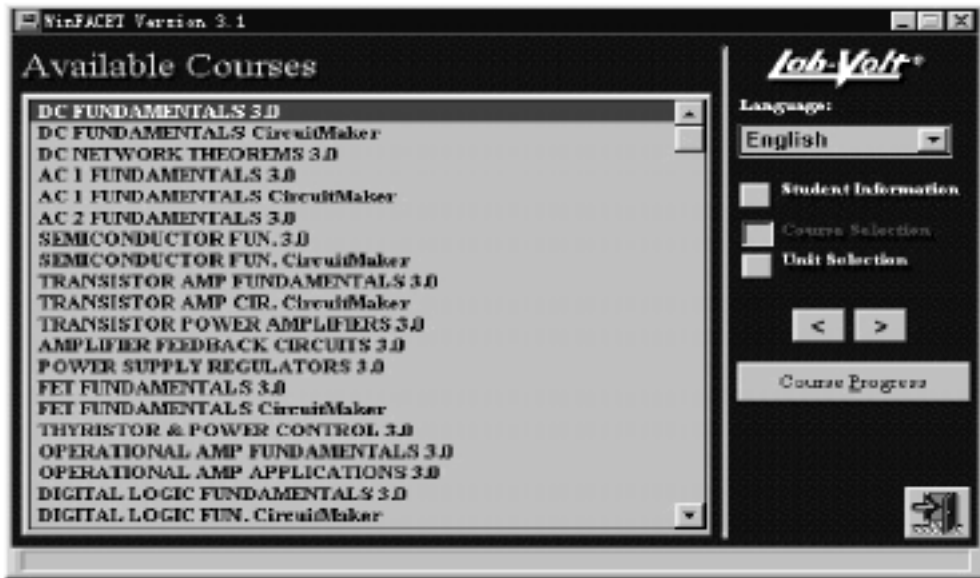 WinFACET Version 3.1
Available Courses
DC FUNDAMENTALS 3.0
DC FUNDAMENTALS CircuitMaker
DC NETWORK THEOREMS 3.0
AC 1 FUNDAMENTALS 3.0
AC 1 FUNDAMENTALS CircuitMaker
AC 2 FUNDAMENTALS 3.0
SEMICONDUCTOR FUN. 3.0
SEMICONDUCTOR FUN. CircuitMaker
TRANSISTOR AMP FUNDAMENTALS 3.0
TRANSISTOR AMP CIR. CircuitMaker
TRANSISTOR POWER AMPLIFIERS 3.0
AMPLIFIER FEEDBACK CIRCUITS 3.0
POWER SUPPLY REGULATORS 3.0
FET FUNDAMENTALS 3.0
FET FUNDAMENTALS CircuitMaker
THYRISTOR & POWER CONTROL 3.0
OPERATIONAL AMP FUNDAMENTALS 3.0
OPERATIONAL AMP APPLICATIONS 3.0
DIGITAL LOGIC FUNDAMENTALS 3.0
DIGITAL LOGIC FUN. CircuitMaker
Lab-Volt®
Language:
English
Student Information
Course Selection
Unit Selection
< >
Course Progress